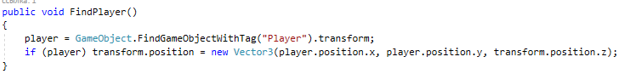 public void FindPlayer()
{
player = GameObject.FindGameObjectWithTag("Player").transform;
if (player) transform.position = new Vector3(player.position.x, player.position.y, transform.position.z);
}